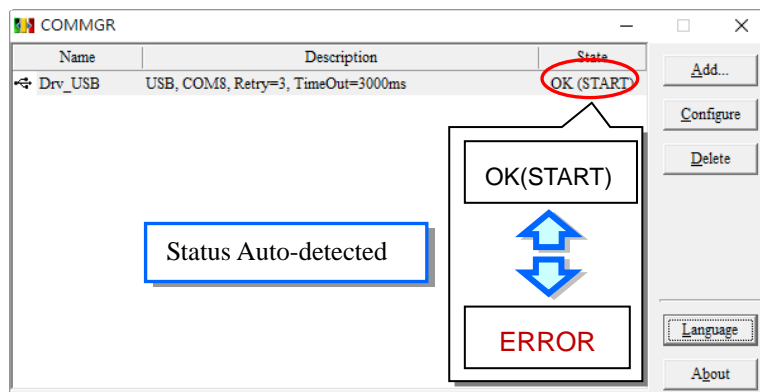 COMMGR
Name Description State
Drv_USB USB, COM8, Retry=3, TimeOut=3000ms OK (START)
Add...
Configure
Delete
OK(START)
Status Auto-detected
ERROR
Language
About